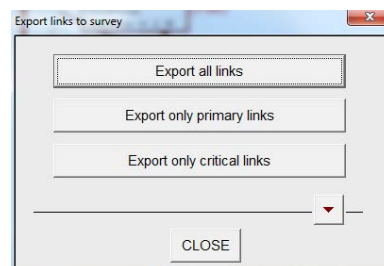 Export links to survey
Export all links
Export only primary links
Export only critical links
CLOSE